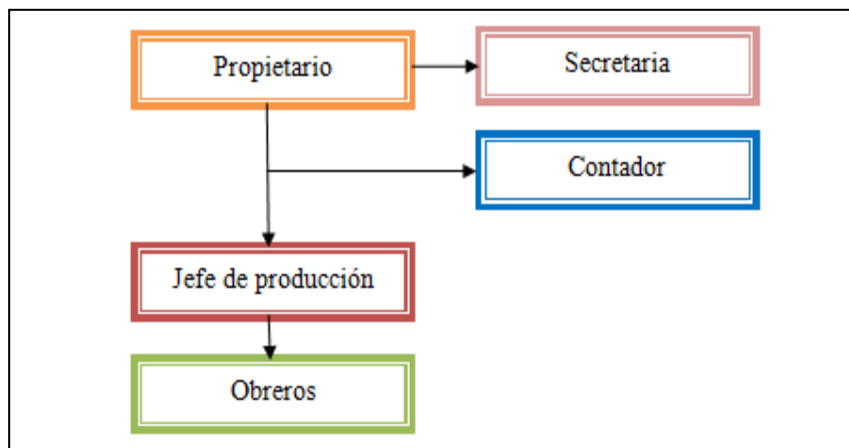 Propietario
Secretaria
Contador
Jefe de producción
Obreros